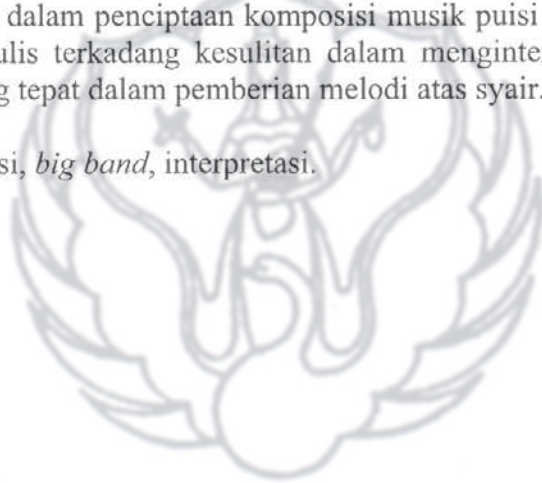 dalam penciptaan komposisi musik puisi
ulis terkadang kesulitan dalam menginte
g tepat dalam pemberian melodi atas syair.
si, big band, interpretasi.